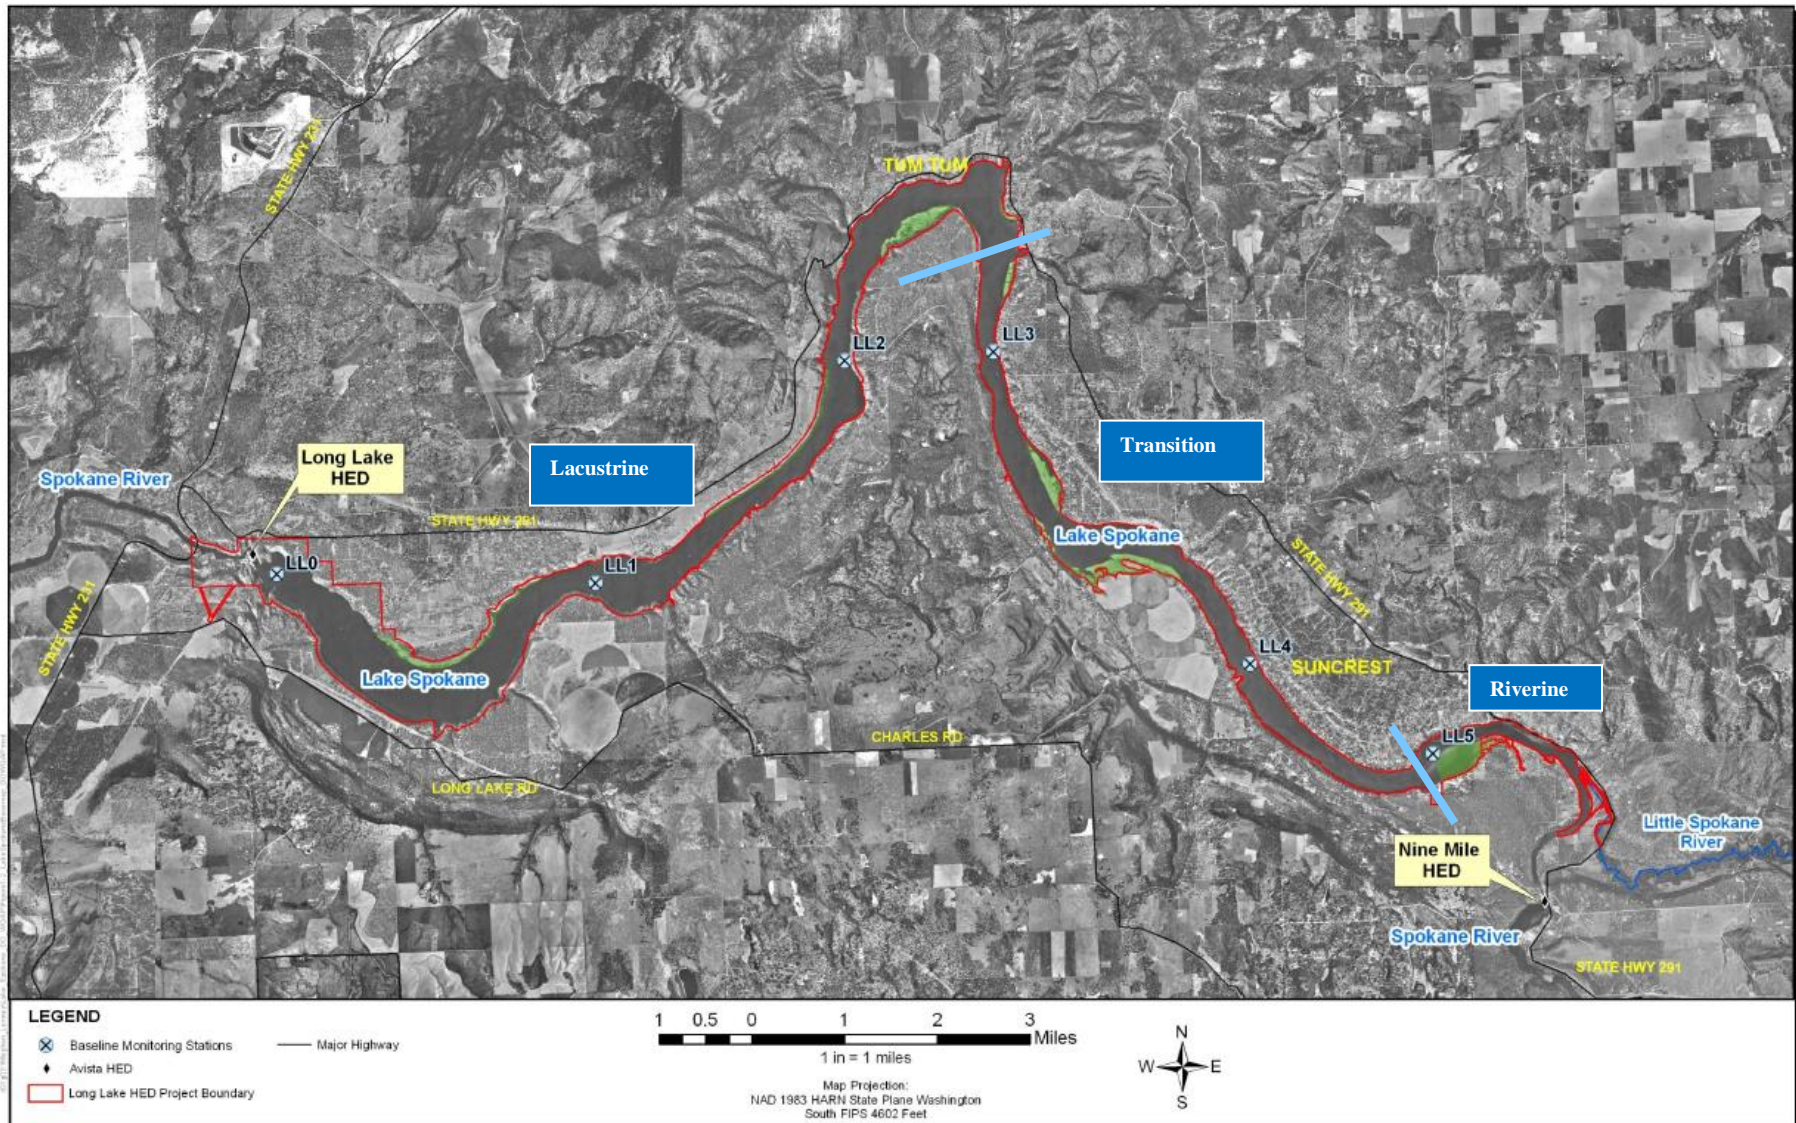 TUM TUM
STATE HWY 231
LL2
LL3
Long Lake
HED
Lacustrine
Transition
Spokane River
STATE HWY 291
Lake Spokane
LL0
LL1
STATE HWY 291
STATE HWY 231
LL4
SUNCREST
Lake Spokane
Riverine
CHARLES RD
LL5
LONG LAKE RD
Little Spokane
River
Nine Mile
HED
Spokane River
STATE HWY 291
LEGEND
Baseline Monitoring Stations
Major Highway
Avista HED
Long Lake HED Project Boundary
1 0.5 0 1 2 3
Miles
1 in = 1 miles
Map Projection:
NAD 1983 HARN State Plane Washington
South FIPS 4602 Feet
N
W E
S